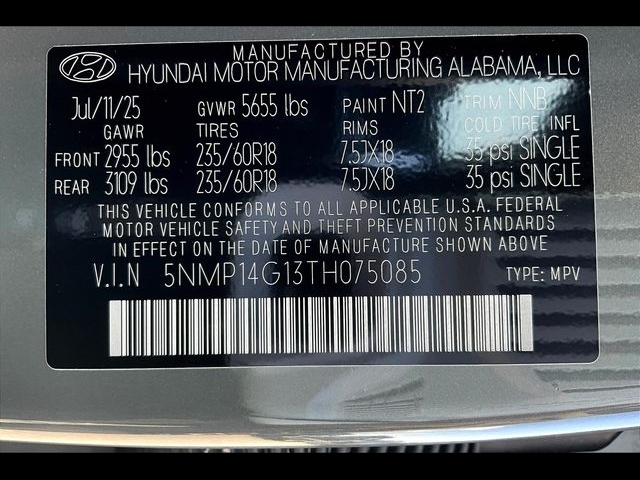 MANUFACTURED BY
HYUNDAI MOTOR MANUFACTURING ALABAMA, LLC
Jul/11/25 GVWR 5655 lbs PAINT NT2 TRIM NNB
GAWR TIRES RIMS COLD TIRE INFL
FRONT 2955 lbs 235/60R18 7.5JX18 35 psi SINGLE
REAR 3109 lbs 235/60R18 7.5JX18 35 psi SINGLE
THIS VEHICLE CONFORMS TO ALL APPLICABLE U.S.A. FEDERAL
MOTOR VEHICLE SAFETY AND THEFT PREVENTION STANDARDS
IN EFFECT ON THE DATE OF MANUFACTURE SHOWN ABOVE.
V.I.N 5NMP14G13TH075085 TYPE: MPV